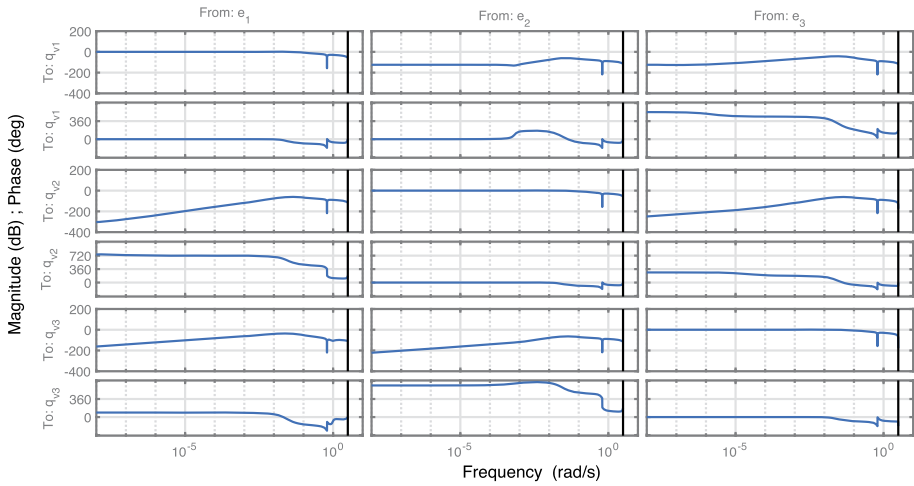 From: e1 From: e2 From: e3
200
0
-200
-400
To: qv1
360
0
To: qv1
200
0
-200
-400
To: qv2
720
360
0
To: qv2
200
0
-200
-400
To: qv3
360
0
To: qv3
Magnitude (dB) ; Phase (deg)
10-5 100 10-5 100 10-5 100
Frequency (rad/s)